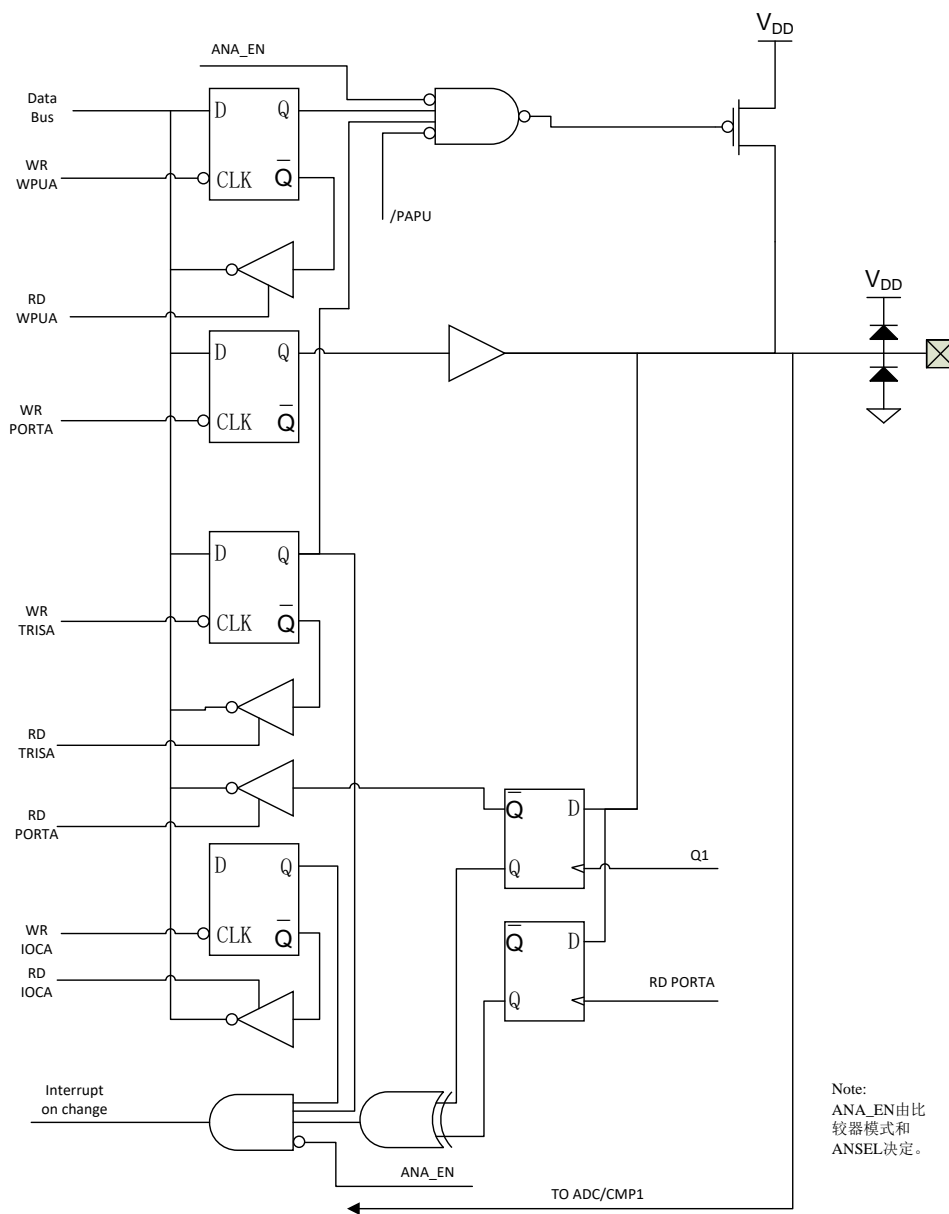 ANA_EN
VDD
Data
Bus
D
Q
WR
WPUA
CLK
Q
/PAPU
RD
WPUA
VDD
D
Q
WR
PORTA
CLK
Q
D
Q
WR
TRISA
CLK
Q
RD
TRISA
RD
PORTA
Q
D
Q1
Q
D
Q
WR
IOCA
CLK
Q
RD
IOCA
Q
D
RD PORTA
Q
Interrupt
on change
ANA_EN
TO ADC/CMP1
Note:
ANA_EN由比
较器模式和
ANSEL决定。